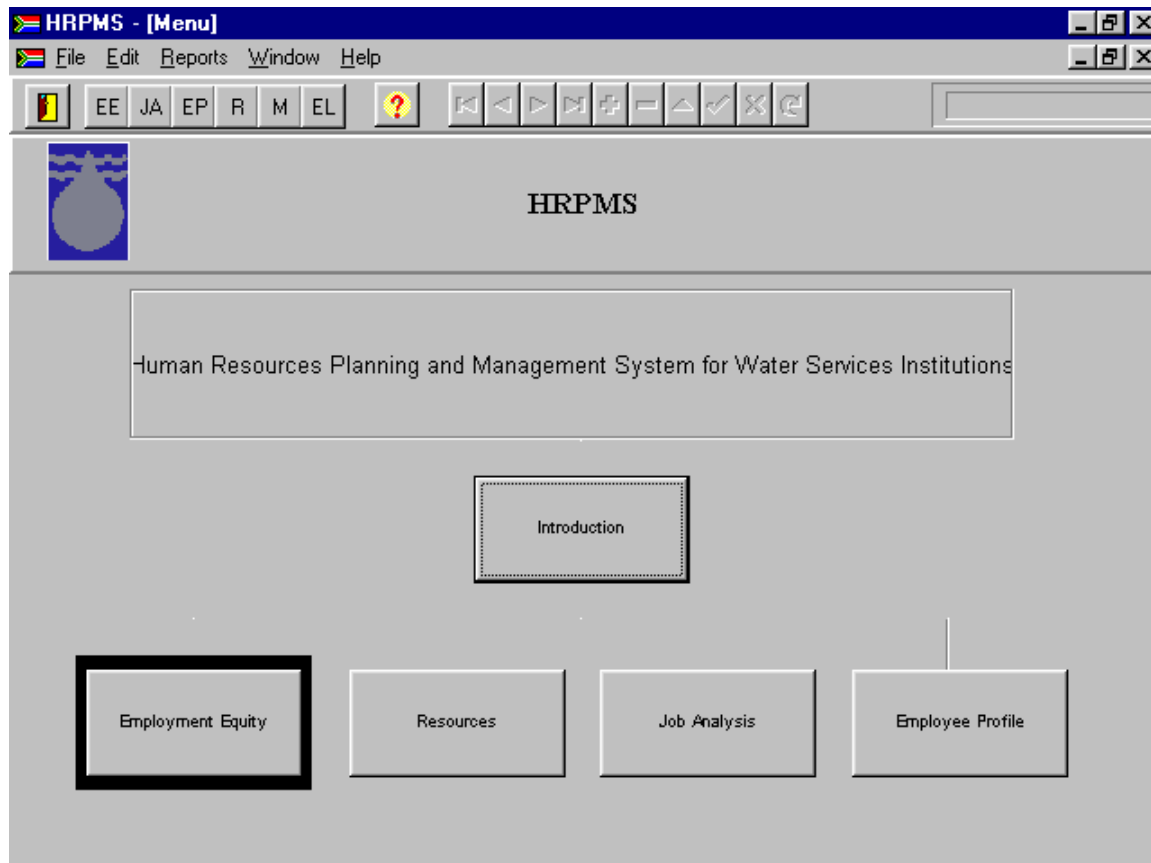 HRPMS - [Menu]
File Edit Reports Window Help
EE JA EP R M EL ?
HRPMS
Human Resources Planning and Management System for Water Services Institutions
Introduction
Employment Equity Resources Job Analysis Employee Profile